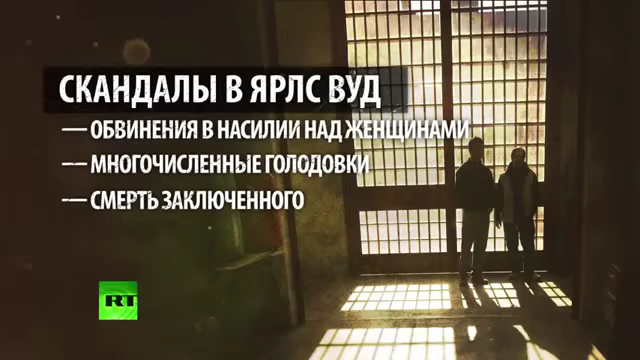 СКАНДАЛЫ В ЯРЛС ВУД
— ОБВИНЕНИЯ В НАСИЛИИ НАД ЖЕНЩИНАМИ
— МНОГОЧИСЛЕННЫЕ ГОЛОДОВКИ
— СМЕРТЬ ЗАКЛЮЧЕННОГО
RT